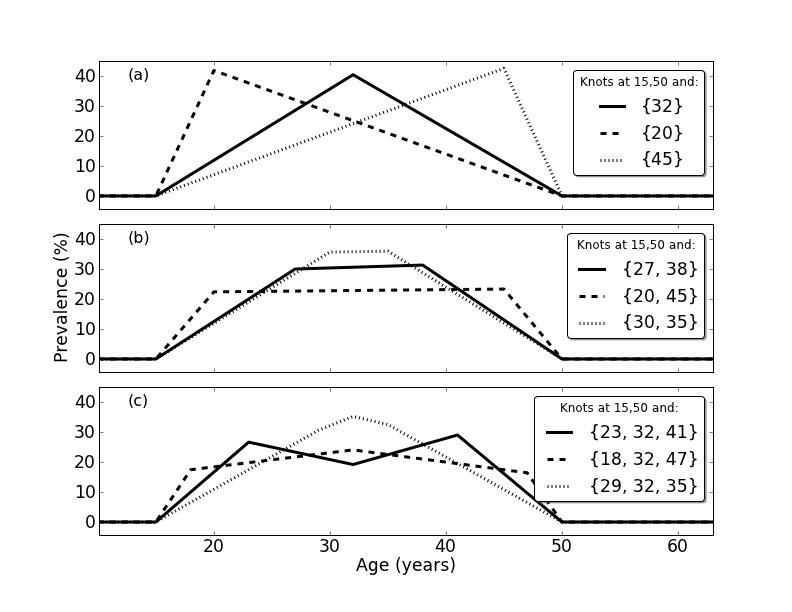 (a)
40
30
20
10
0
Knots at 15,50 and:
{32}
{20}
{45}
Prevalence (%)
(b)
40
30
20
10
0
Knots at 15,50 and:
{27, 38}
{20, 45}
{30, 35}
(c)
40
30
20
10
0
Knots at 15,50 and:
{23, 32, 41}
{18, 32, 47}
{29, 32, 35}
20 30 40 50 60
Age (years)